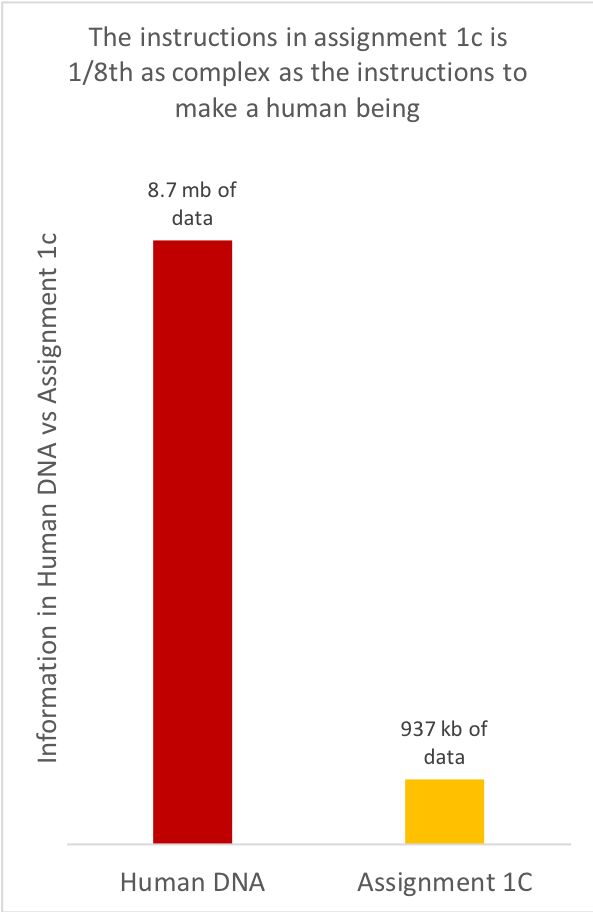 The instructions in assignment 1c is
1/8th as complex as the instructions to
make a human being
8.7 mb of
data
Information in Human DNA vs Assignment 1c
937 kb of
data
Human DNA
Assignment 1C